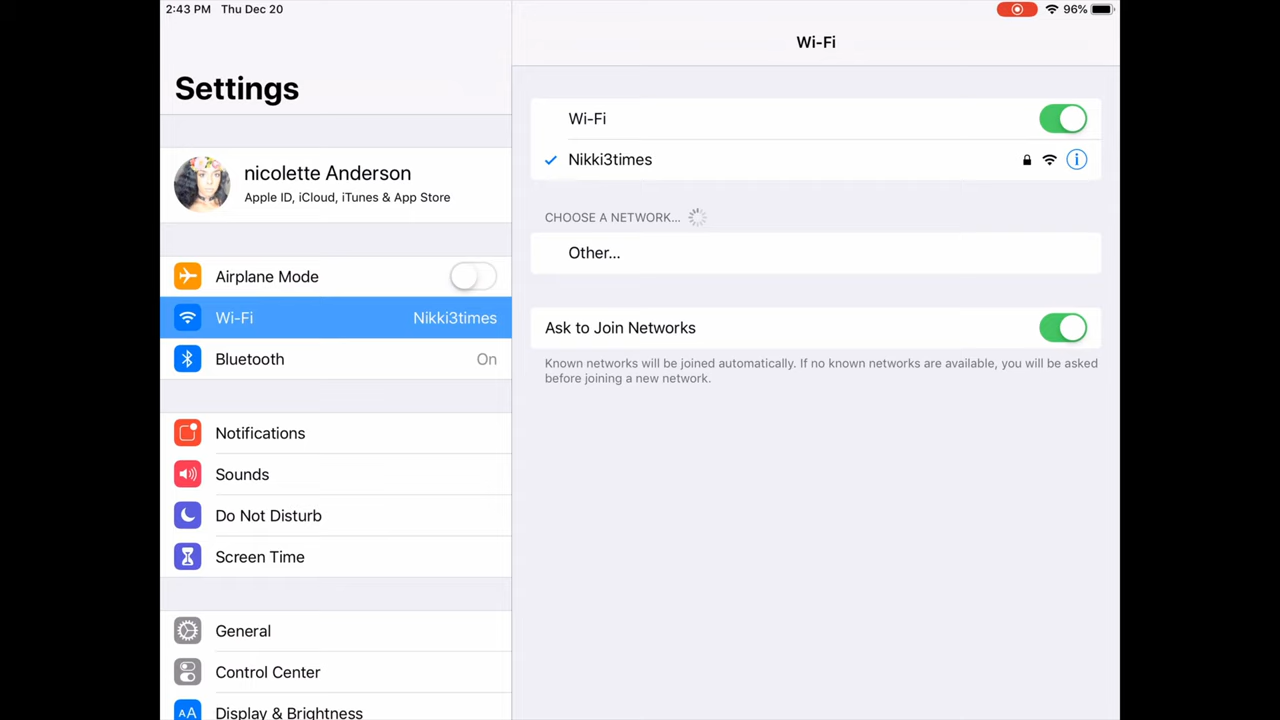 2:43 PM Thu Dec 20
96%
Settings
nicolette Anderson
Apple ID, iCloud, iTunes & App Store
Airplane Mode
Wi-Fi Nikki3times
Bluetooth On
Notifications
Sounds
Do Not Disturb
Screen Time
General
Control Center
AA Display & Brightness
Wi-Fi
Wi-Fi
Nikki3times
CHOOSE A NETWORK...
Other...
Ask to Join Networks
Known networks will be joined automatically. If no known networks are available, you will be asked
before joining a new network.